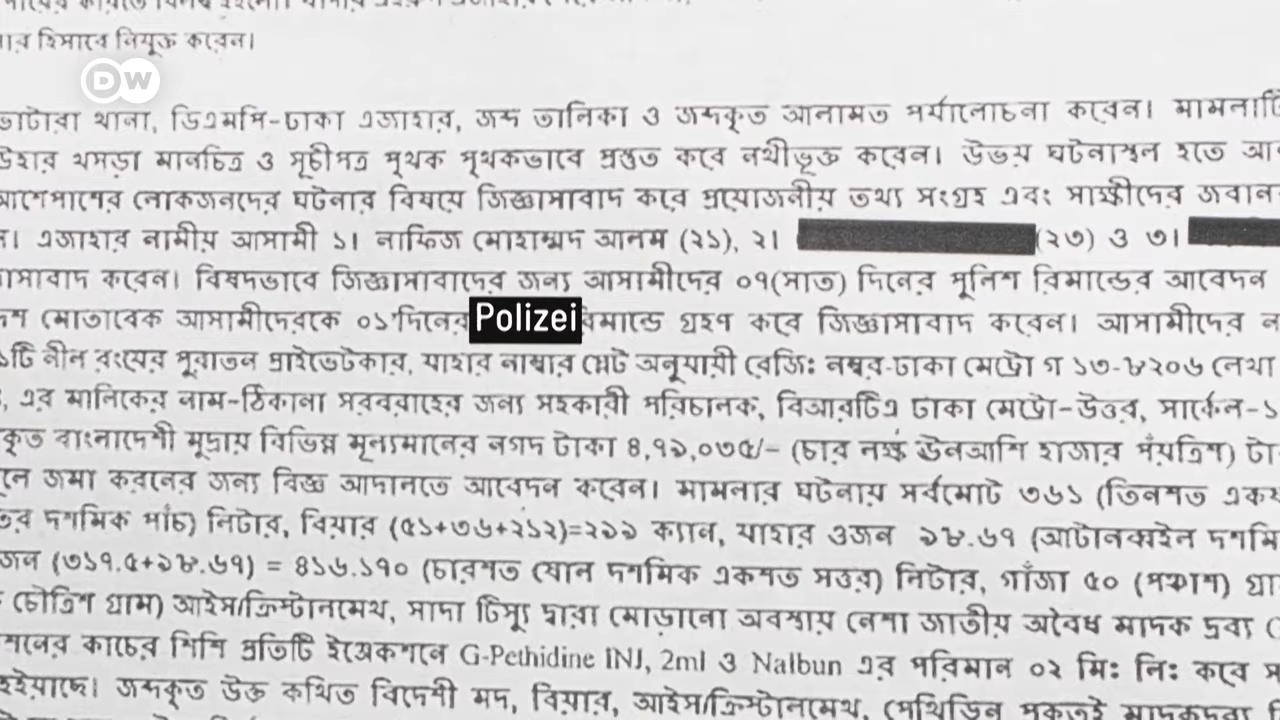 নার হিসাবে নিযুক্ত করেন।
DW
ভাটারা থানা, ডিএমপি-ঢাকা এজাহার, জব্দ তালিকা ও জব্দকৃত আলামত পর্যালোচনা করেন। মামলাটি
উহার খসড়া মানচিত্র ও সূচীপত্র পৃথক পৃথকভাবে প্রস্তুত করে নথীভূক্ত করেন। উভয় ঘটনাস্থল হতে
আশেপাশের লোকজনদের ঘটনার বিষয়ে জিজ্ঞাসাবাদ করে প্রয়োজনীয় তথ্য সংগ্রহ এবং সাক্ষীদের
এজাহার নামীয় আসামী ১। নাফিজ মোহাম্মদ আলম (২১), ২। (২৩) ও ৩।
করেন। বিষদভাবে জিজ্ঞাসাবাদের জন্য আসামীদের ০৭(সাত) দিনের পুলিশ রিমান্ডের আবেদন
মোতাবেক আসামীদেরকে ০১দিনের Polizei রিমান্ডে গ্রহণ করে জিজ্ঞাসাবাদ করেন। আসামীদের
১টি নীল রংয়ের পুরাতন প্রাইভেটকার, যাহার নাম্বার প্লেট অনুযায়ী রেজি: নম্বর-ঢাকা মেট্রো গ ১৩-৮২০৬ (লেখা
এর মালিকের নাম-ঠিকানা সরবরাহের জন্য সহকারী পরিচালক, বিআরটিএ ঢাকা মেট্রো-উত্তর, সার্কেল-১
বাংলাদেশী মুদ্রায় বিভিন্ন মূল্যমানের নগদ টাকা ৪,৭৯,০৩৫/- (চার লক্ষ ঊনআশি হাজার পঁয়ত্রিশ)
জমা করনের জন্য বিজ্ঞ আদালতে আবেদন করেন। মামলার ঘটনায় সর্বমোট ৩৬১ (তিনশত
দশমিক পাঁচ) লিটার, বিয়ার (৫১+৩৬+২১২)=২৯৯ ক্যান, যাহার ওজন ৯৮.৬৭ (আটানব্বইন
(৩১৭.৫+৯৮.৬৭) = ৪১৬.১৭০ (চারশত ষোল দশমিক একশত সত্তর) লিটার, গাঁজা ৫০ (পঞ্চাশ)
(চৌত্রিশ গ্রাম) আইস/ক্রিস্টালমেথ, সাদা টিস্যু দ্বারা মোড়ানো অবস্থায় নেশা জাতীয় অবৈধ মাদক দ্রব্য
কাচের শিশি প্রতিটি ইঞ্জেকশনে G-Pethidine INJ, 2ml ও Nalbun এর পরিমান ০২ মি: লি: করে
হইয়াছে। জব্দকৃত উক্ত কথিত বিদেশী মদ, বিয়ার, আইস/ক্রিস্টালমেথ, পেথিডিন